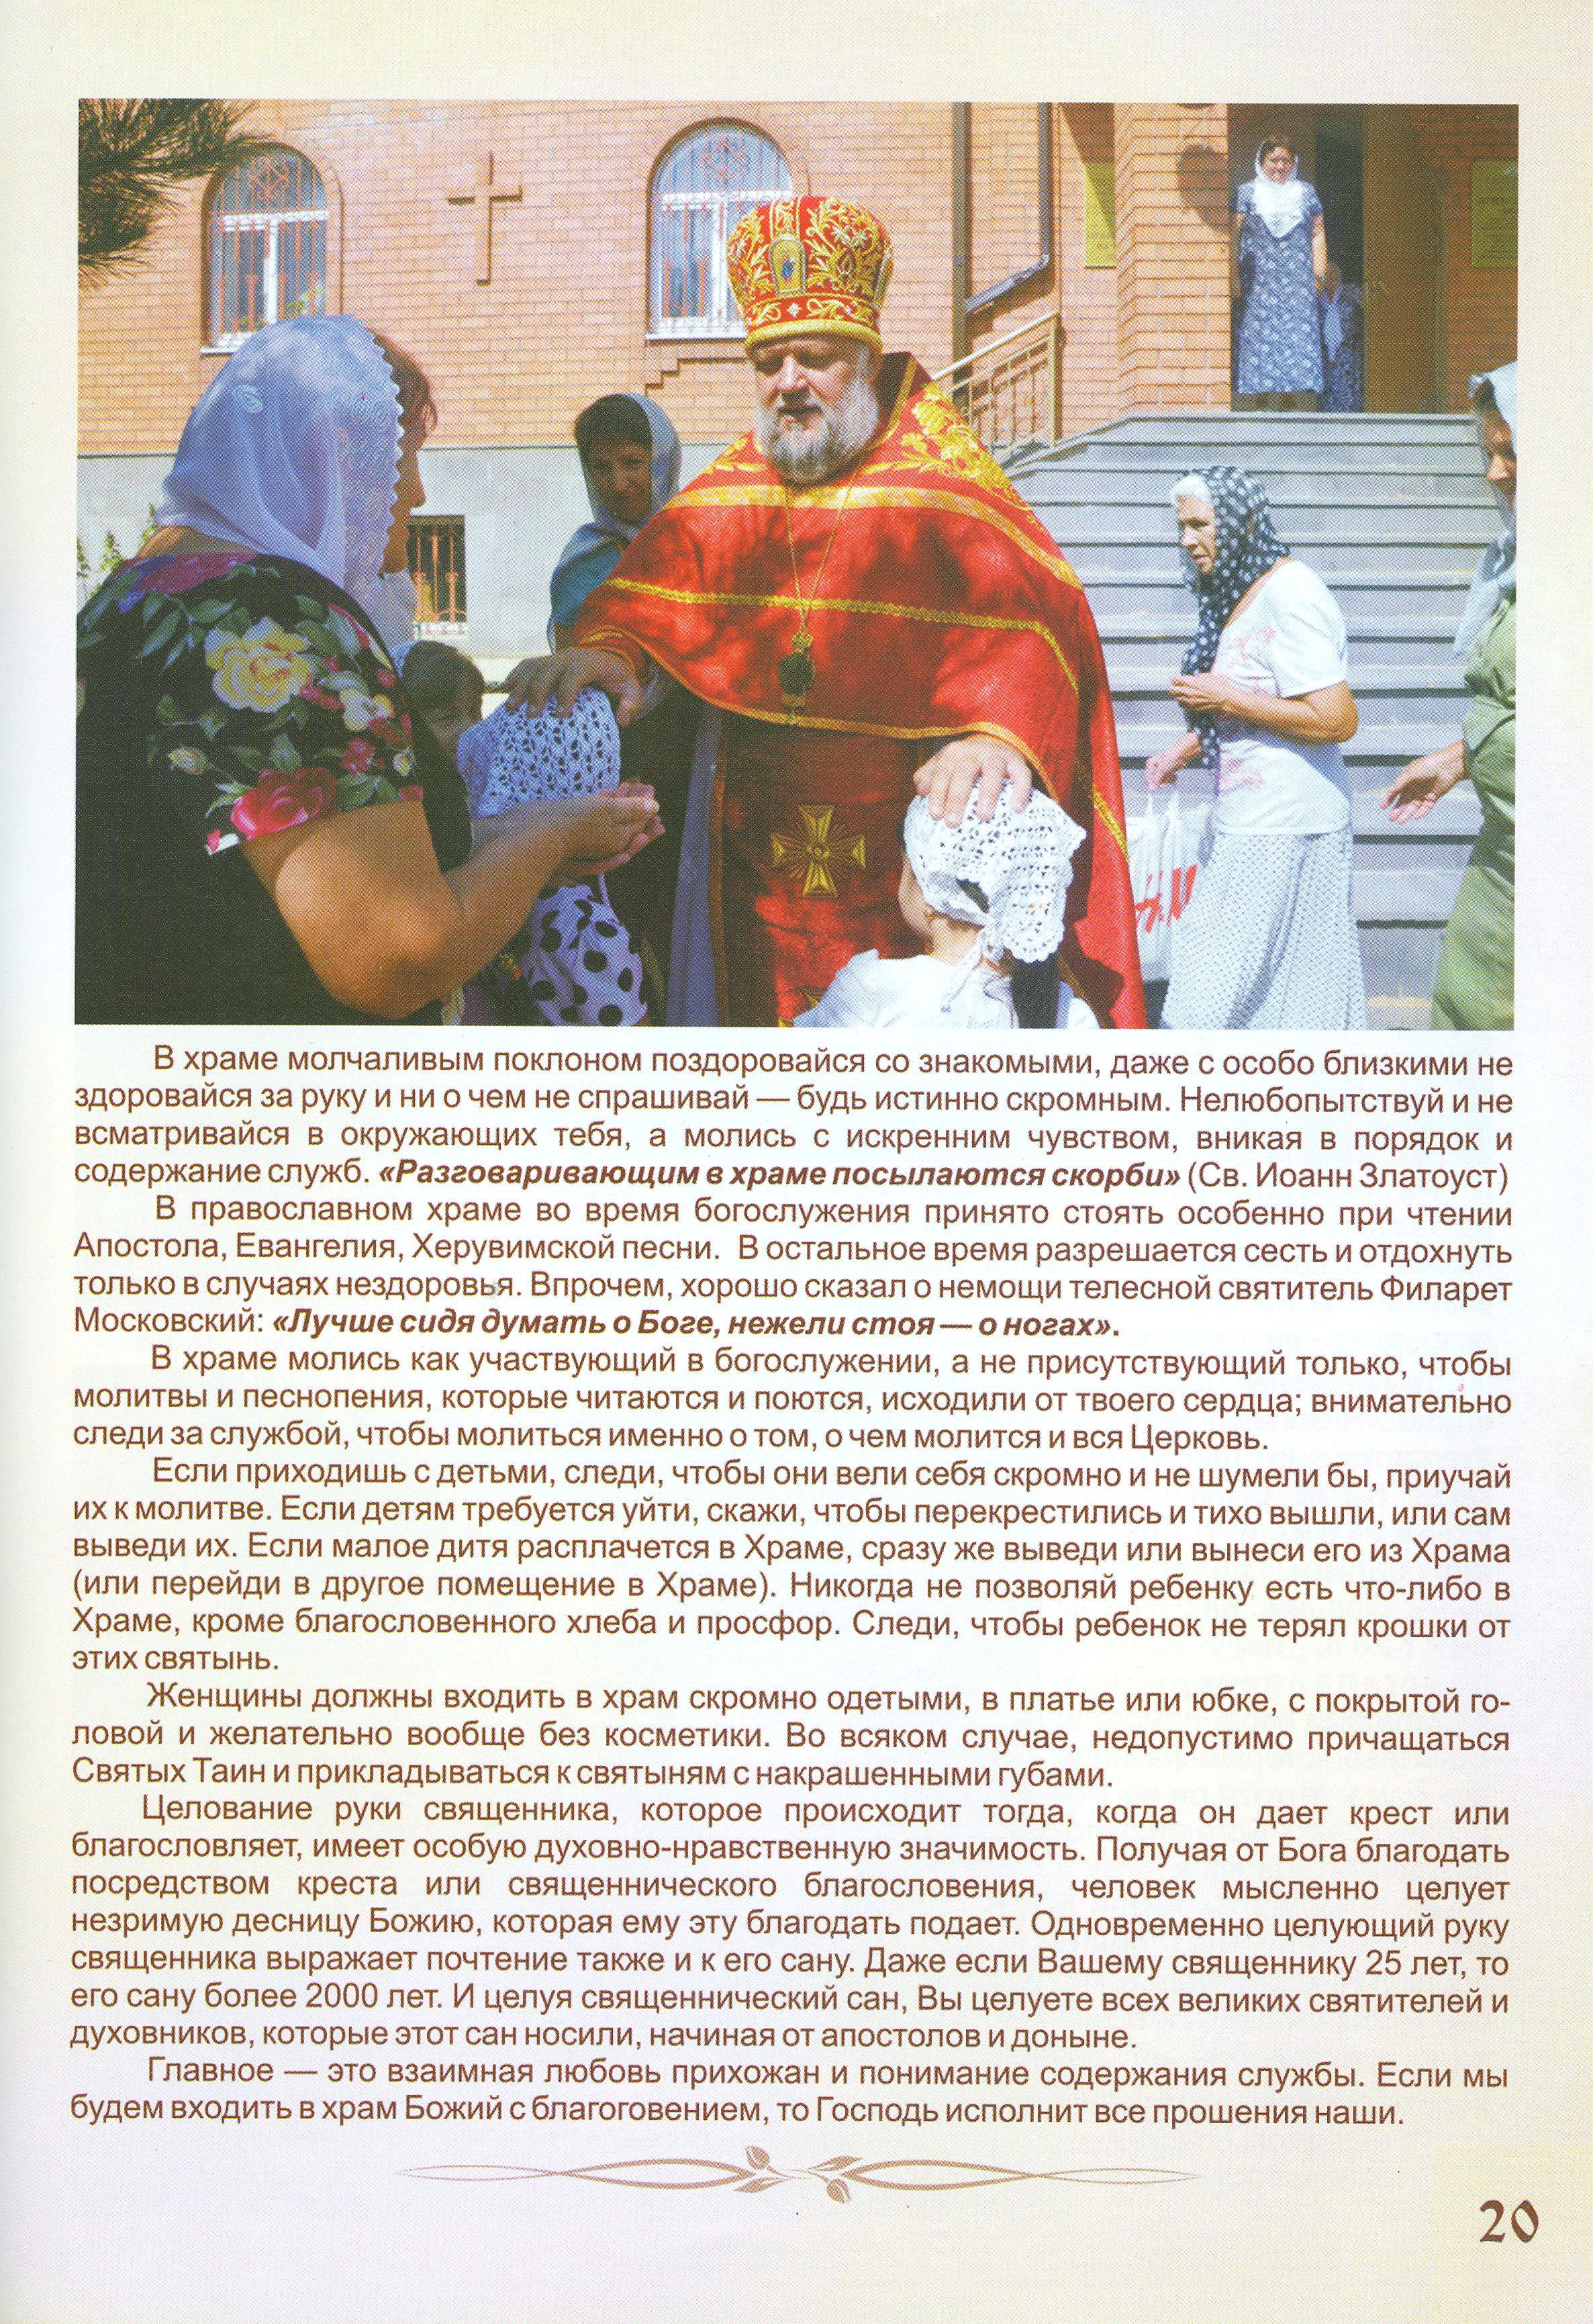 В храме молчаливым поклоном поздоровайся со знакомыми, даже с особо близкими не
здоровайся за руку и ни о чем не спрашивай — будь истинно скромным. Нелюбопытствуй и не
всматривайся в окружающих тебя, а молись с искренним чувством, вникая в порядок и
содержание служб. «Разговаривающим в храме посылаются скорби» (Св. Иоанн Златоуст)
В православном храме во время богослужения принято стоять особенно при чтении
Апостола, Евангелия, Херувимской песни. В остальное время разрешается сесть и отдохнуть
только в случаях нездоровья. Впрочем, хорошо сказал о немощи телесной святитель Филарет
Московский: «Лучше сидя думать о Боге, нежели стоя — о ногах».
В храме молись как участвующий в богослужении, а не присутствующий только, чтобы
молитвы и песнопения, которые читаются и поются, исходили от твоего сердца; внимательно
следи за службой, чтобы молиться именно о том, о чем молится и вся Церковь.
Если приходишь с детьми, следи, чтобы они вели себя скромно и не шумели бы, приучай
их к молитве. Если детям требуется уйти, скажи, чтобы перекрестились и тихо вышли, или сам
выведи их. Если малое дитя расплачется в Храме, сразу же выведи или вынеси его из Храма
(или перейди в другое помещение в Храме). Никогда не позволяй ребенку есть что-либо в
Храме, кроме благословенного хлеба и просфор. Следи, чтобы ребенок не терял крошки от
этих святынь.
Женщины должны входить в храм скромно одетыми, в платье или юбке, с покрытой го-
ловой и желательно вообще без косметики. Во всяком случае, недопустимо причащаться
Святых Таин и прикладываться к святыням с накрашенными губами.
Целование руки священника, которое происходит тогда, когда он дает крест или
благословляет, имеет особую духовно-нравственную значимость. Получая от Бога благодать
посредством креста или священнического благословения, человек мысленно целует
незримую десницу Божию, которая ему эту благодать подает. Одновременно целующий руку
священника выражает почтение также и к его сану. Даже если Вашему священнику 25 лет, то
его сану более 2000 лет. И целуя священнический сан, Вы целуете всех великих святителей и
духовников, которые этот сан носили, начиная от апостолов и доныне.
Главное — это взаимная любовь прихожан и понимание содержания службы. Если мы
будем входить в храм Божий с благоговением, то Господь исполнит все прошения наши.
20